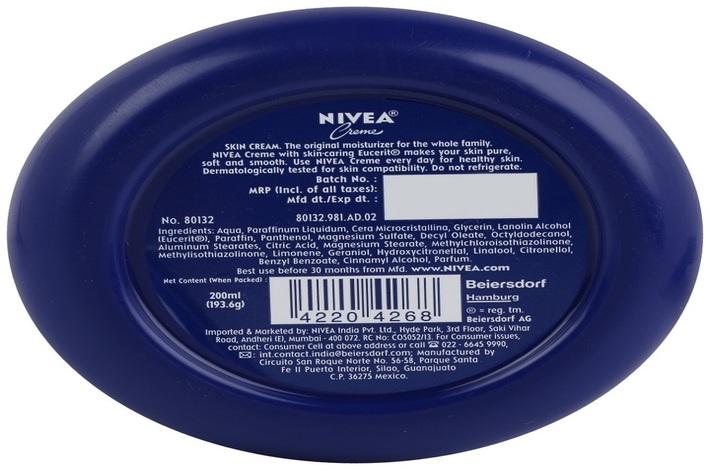 NIVEA®
Creme
SKIN CREAM. The original moisturizer for the whole family.
NIVEA Creme with skin-caring Eucerit® makes your skin pure,
soft and smooth. Use NIVEA Creme every day for healthy skin.
Dermatologically tested for skin compatibility. Do not refrigerate.
Batch No. :
MRP (Incl. of all taxes):
Mfd dt./Exp dt. :
No. 80132 80132.981.AD.02
Ingredients: Aqua, Paraffinum Liquidum, Cera Microcristallina, Glycerin, Lanolin Alcohol
(Eucerit®), Paraffin, Panthenol, Magnesium Sulfate, Decyl Oleate, Octyldodecanol,
Aluminum Stearates, Citric Acid, Magnesium Stearate, Methylchloroisothiazolinone,
Methylisothiazolinone, Limonene, Geraniol, Hydroxycitronellal, Linalool, Citronellol,
Benzyl Benzoate, Cinnamyl Alcohol, Parfum.
Best use before 30 months from Mfd. www.NIVEA.com
Net Content (When Packed) :
200ml
(193.6g)
4220 4268
Beiersdorf
Hamburg
® = reg. tm.
Beiersdorf AG
Imported & Marketed by: NIVEA India Pvt. Ltd., Hyde Park, 3rd Floor, Saki Vihar
Road, Andheri (E), Mumbai - 400 072. RC No: COS052/13. For Consumer issues,
contact: Consumer Cell at above address or call ☎ 022 - 6645 9990,
✉: int.contact.india@beiersdorf.com; Manufactured by
Circuito San Roque Norte No. 56-58, Parque Santa
Fe II Puerto Interior, Silao, Guanajuato
C.P. 36275 Mexico.